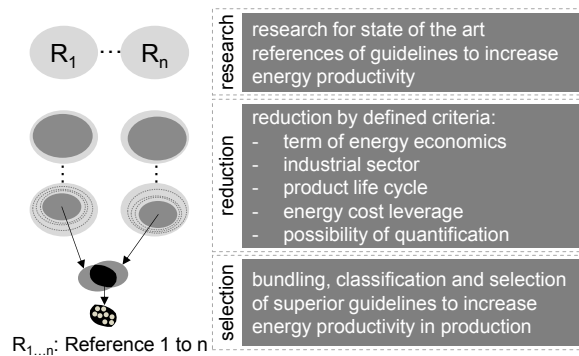 R1 ... Rn
research
research for state of the art
references of guidelines to increase
energy productivity
reduction
reduction by defined criteria:
- term of energy economics
- industrial sector
- product life cycle
- energy cost leverage
- possibility of quantification
selection
bundling, classification and selection
of superior guidelines to increase
energy productivity in production
R1...n: Reference 1 to n